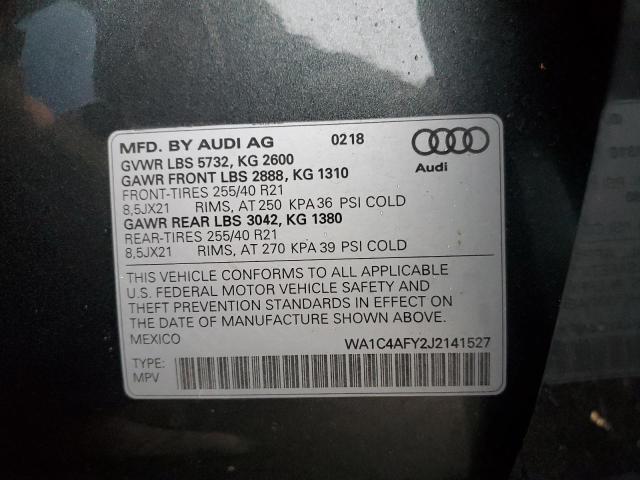 MFD. BY AUDI AG 0218
GVWR LBS 5732, KG 2600
GAWR FRONT LBS 2888, KG 1310
FRONT-TIRES 255/40 R21
8,5JX21 RIMS, AT 250 KPA 36 PSI COLD
GAWR REAR LBS 3042, KG 1380
REAR-TIRES 255/40 R21
8,5JX21 RIMS, AT 270 KPA 39 PSI COLD
Audi
THIS VEHICLE CONFORMS TO ALL APPLICABLE
U.S. FEDERAL MOTOR VEHICLE SAFETY AND
THEFT PREVENTION STANDARDS IN EFFECT ON
THE DATE OF MANUFACTURE SHOWN ABOVE.
MEXICO WA1C4AFY2J2141527
TYPE:
MPV